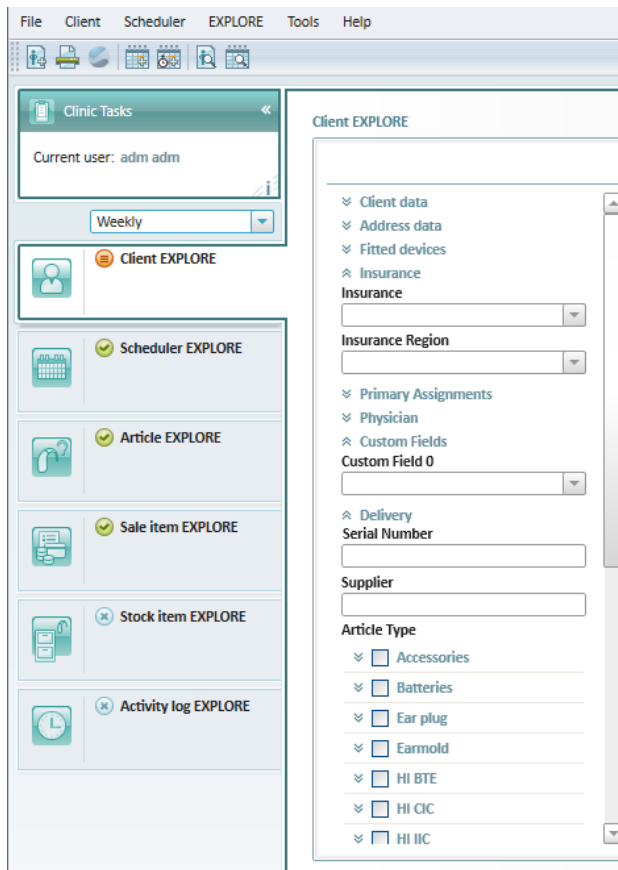 File Client Scheduler EXPLORE Tools Help
Clinic Tasks
Current user: adm adm
Weekly
Client EXPLORE
Scheduler EXPLORE
Article EXPLORE
Sale item EXPLORE
Stock item EXPLORE
Activity log EXPLORE
Client EXPLORE
Client data
Address data
Fitted devices
Insurance
Insurance
Insurance Region
Primary Assignments
Physician
Custom Fields
Custom Field 0
Delivery
Serial Number
Supplier
Article Type
Accessories
Batteries
Ear plug
Earmold
HI BTE
HI CIC
HI IIC